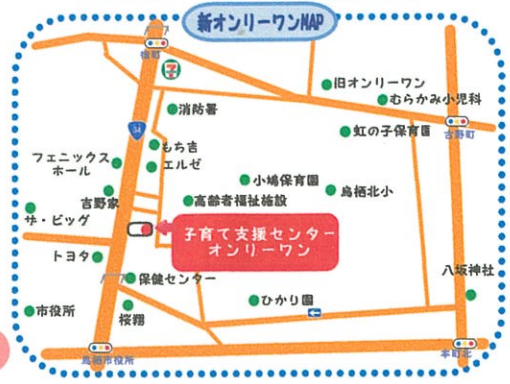 新オンリーワンMAP
桧町
7
旧オンリーワン
むらかみ小児科
消防署
34
古野町
虹の子保育園
もち吉
フェニックス
ホール
エルゼ
小鳩保育園
吉野家
高齢者福祉施設
鳥栖北小
ザ・ビッグ
子育て支援センター
オンリーワン
トヨタ
八坂神社
保健センター
ひかり園
市役所
桜翔
鳥栖市役所
本町北